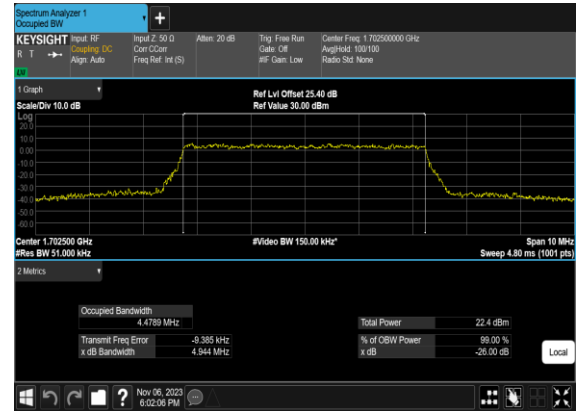 Spectrum Analyzer 1
Occupied BW
+
KEYSIGHT Input: RF Input Z: 50 Ω Atten: 20 dB Trig: Free Run Center Freq: 1.702500000 GHz
R T Coupling: DC Corr CCorr Gate: Off Avg|Hold: 100/100
Align: Auto Freq Ref: Int (S) #IF Gain: Low Radio Std: None
LW
1 Graph
Ref Lvl Offset 25.40 dB
Scale/Div 10.0 dB Ref Value 30.00 dBm
Log
20.0
10.0
0.00
-10.0
-20.0
-30.0
-40.0
-50.0
-60.0
Center 1.702500 GHz #Video BW 150.00 kHz* Span 10 MHz
#Res BW 51.000 kHz Sweep 4.80 ms (1001 pts)
2 Metrics
Occupied Bandwidth
4.4789 MHz Total Power 22.4 dBm
Transmit Freq Error -9.385 kHz % of OBW Power 99.00 %
x dB Bandwidth 4.944 MHz x dB -26.00 dB
Local
? Nov 06, 2023
6:02:06 PM